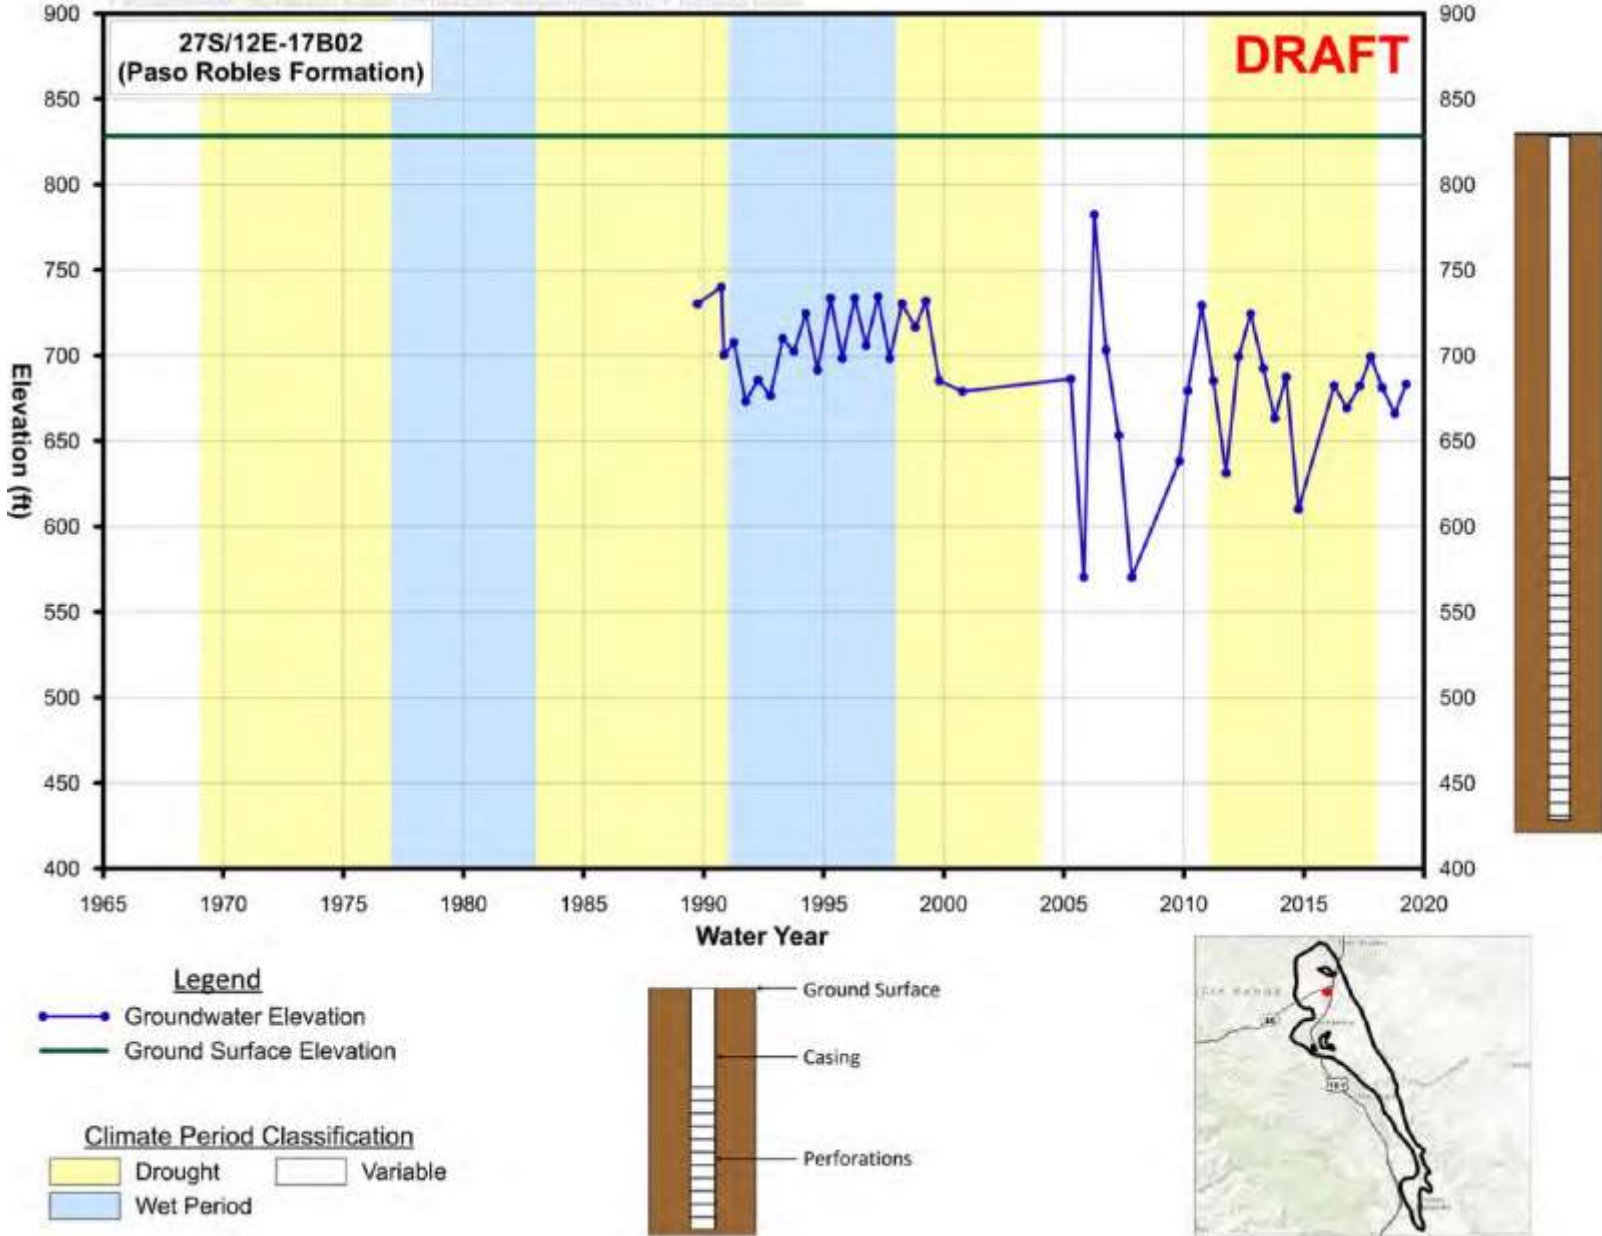 27S/12E-17B02
(Paso Robles Formation)
DRAFT
900
850
800
750
700
650
600
550
500
450
400
Elevation (ft)
900
850
800
750
700
650
600
550
500
450
400
1965 1970 1975 1980 1985 1990 1995 2000 2005 2010 2015 2020
Water Year
Legend
Groundwater Elevation
Ground Surface Elevation
Climate Period Classification
Drought
Variable
Wet Period
Ground Surface
Casing
Perforations
101